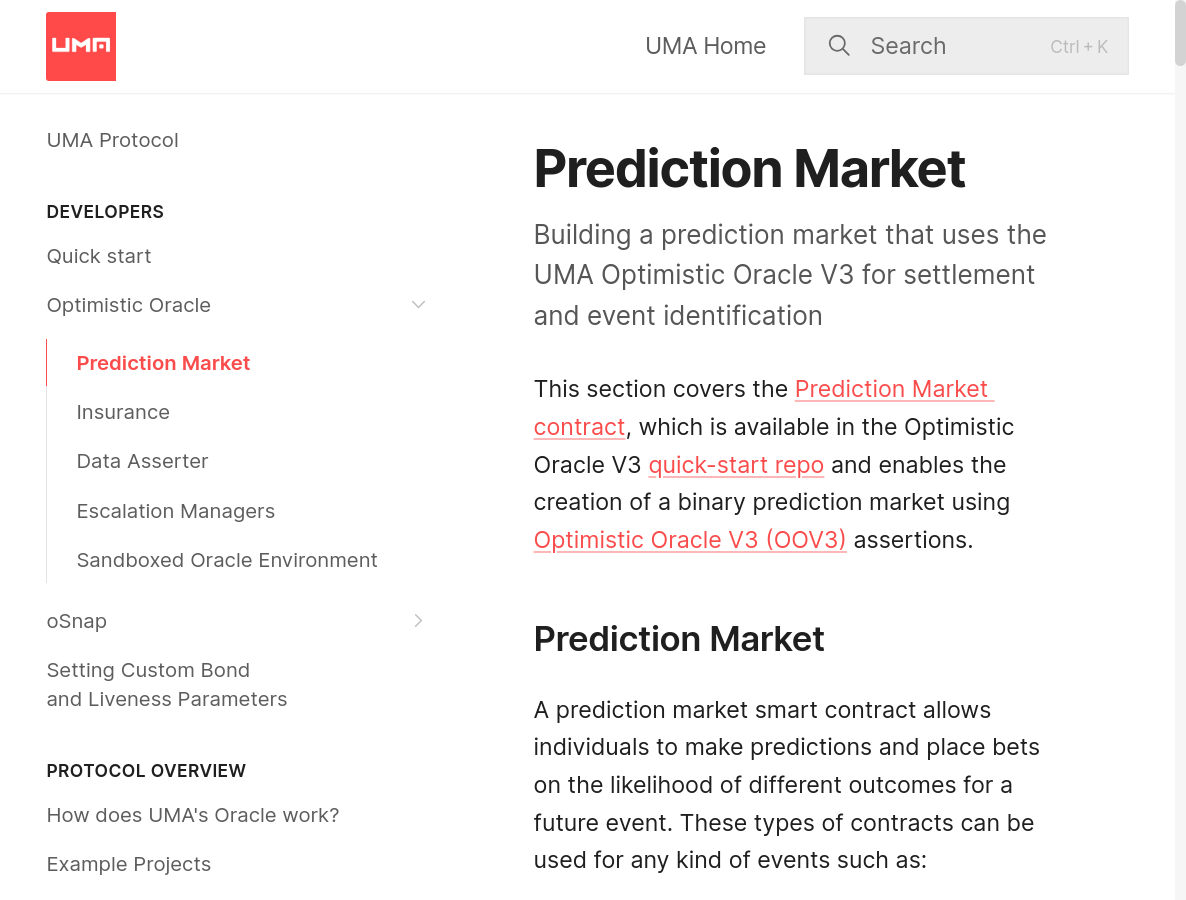 UMA
UMA Home
Search
Ctrl + K
UMA Protocol
DEVELOPERS
Quick start
Optimistic Oracle
Prediction Market
Insurance
Data Asserter
Escalation Managers
Sandboxed Oracle Environment
oSnap
Setting Custom Bond
and Liveness Parameters
PROTOCOL OVERVIEW
How does UMA's Oracle work?
Example Projects
Prediction Market
Building a prediction market that uses the
UMA Optimistic Oracle V3 for settlement
and event identification
This section covers the Prediction Market
contract, which is available in the Optimistic
Oracle V3 quick-start repo and enables the
creation of a binary prediction market using
Optimistic Oracle V3 (OOV3) assertions.
Prediction Market
A prediction market smart contract allows
individuals to make predictions and place bets
on the likelihood of different outcomes for a
future event. These types of contracts can be
used for any kind of events such as: